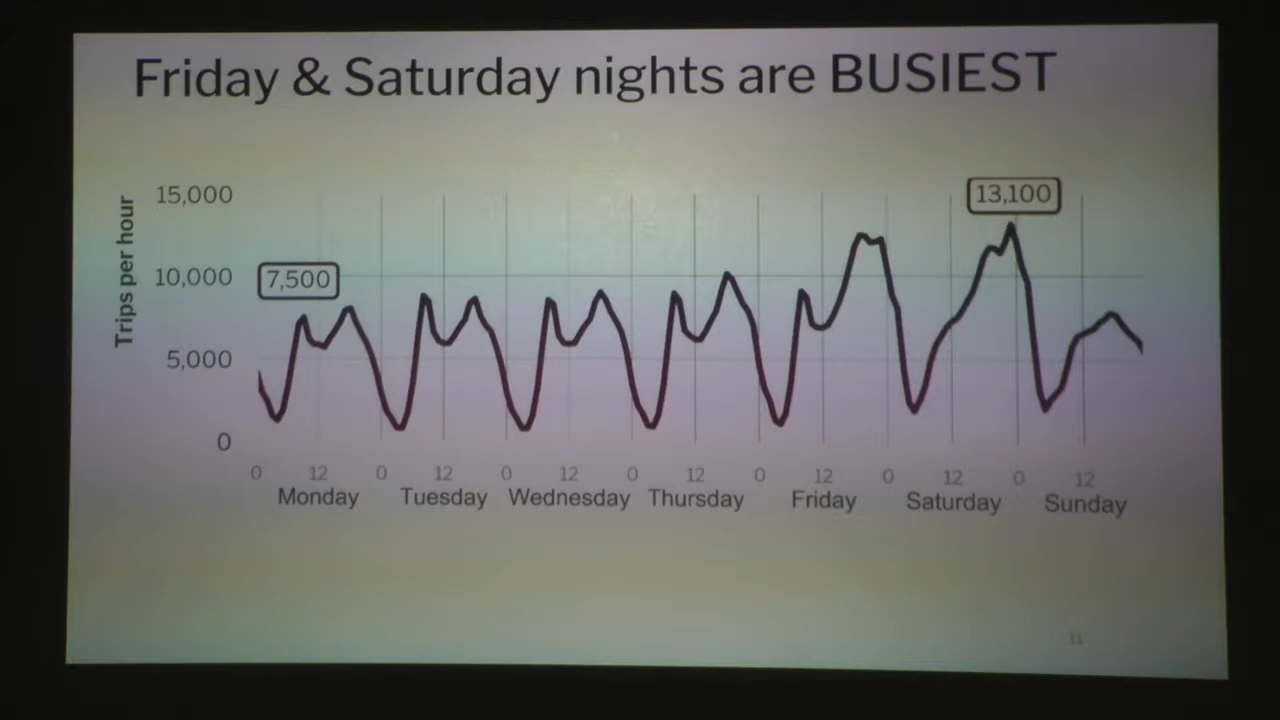 Friday & Saturday nights are BUSIEST
Trips per hour
15,000
10,000
5,000
0
7,500
13,100
0 12 0 12 0 12 0 12 0 12 0 12 0 12
Monday Tuesday Wednesday Thursday Friday Saturday Sunday
11